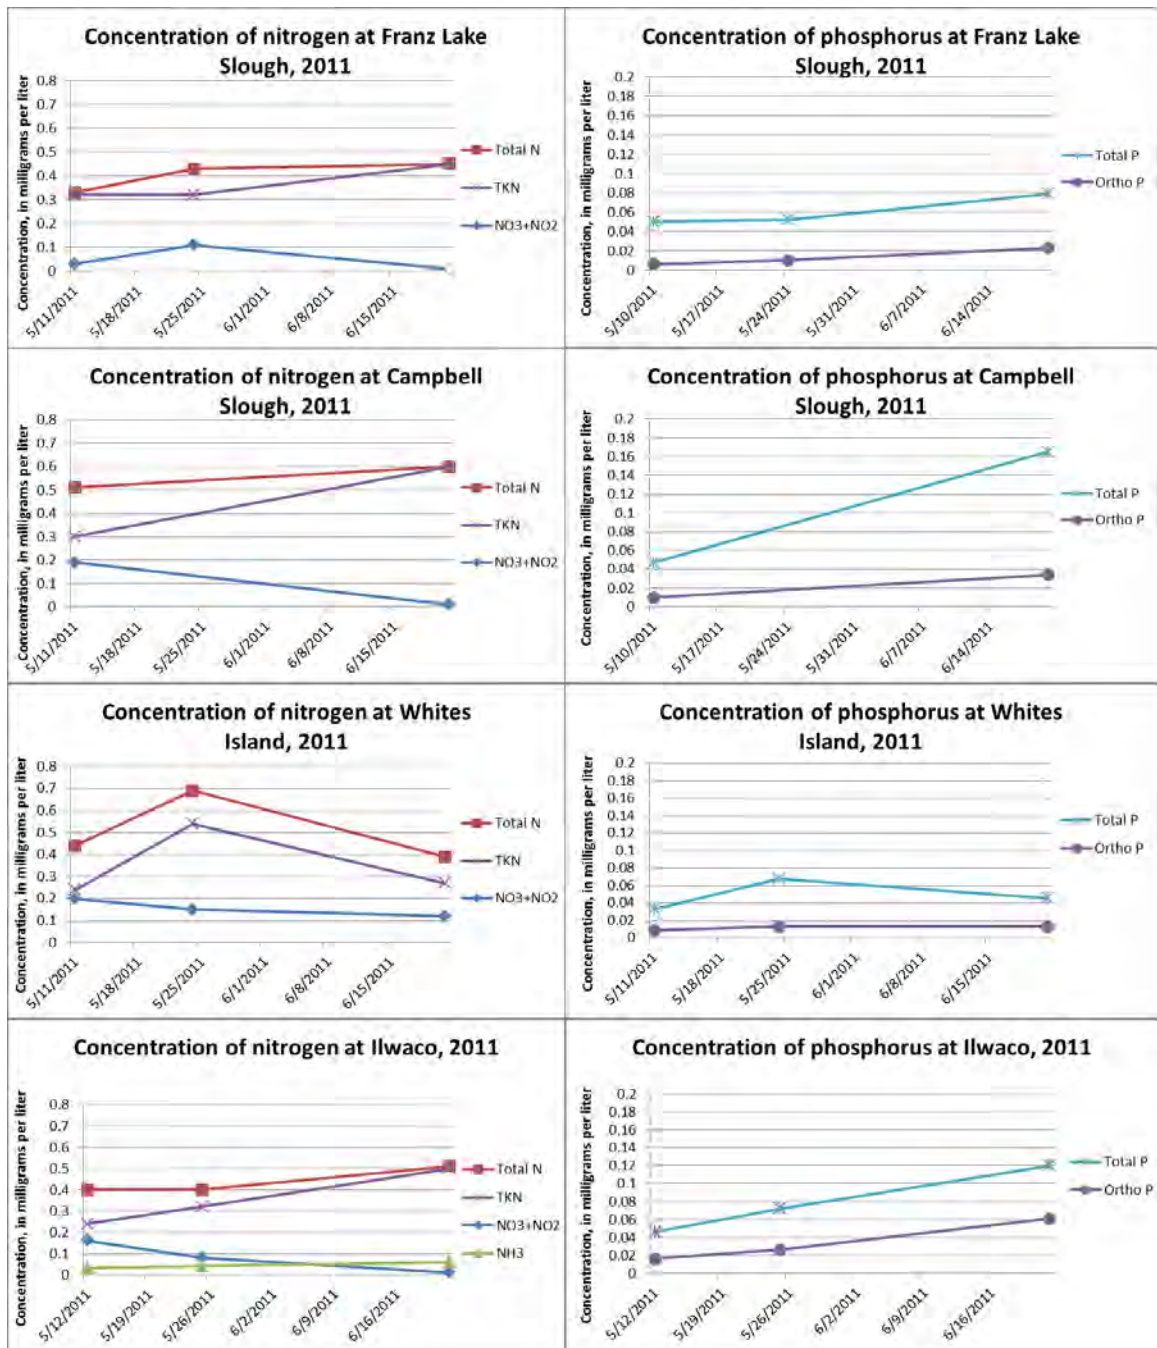 Concentration of nitrogen at Franz Lake
Slough, 2011
Concentration, in milligrams per liter
0.8
0.7
0.6
0.5
0.4
0.3
0.2
0.1
0
5/11/2011
5/18/2011
5/25/2011
6/1/2011
6/8/2011
6/15/2011
Total N
TKN
NO3+NO2
Concentration of phosphorus at Franz Lake
Slough, 2011
Concentration, in milligrams per liter
0.2
0.18
0.16
0.14
0.12
0.1
0.08
0.06
0.04
0.02
0
5/10/2011
5/17/2011
5/24/2011
5/31/2011
6/7/2011
6/14/2011
Total P
Ortho P
Concentration of nitrogen at Campbell
Slough, 2011
Concentration, in milligrams per liter
0.8
0.7
0.6
0.5
0.4
0.3
0.2
0.1
0
5/11/2011
5/18/2011
5/25/2011
6/1/2011
6/8/2011
6/15/2011
Total N
TKN
NO3+NO2
Concentration of phosphorus at Campbell
Slough, 2011
Concentration, in milligrams per liter
0.2
0.18
0.16
0.14
0.12
0.1
0.08
0.06
0.04
0.02
0
5/10/2011
5/17/2011
5/24/2011
5/31/2011
6/7/2011
6/14/2011
Total P
Ortho P
Concentration of nitrogen at Whites
Island, 2011
Concentration, in milligrams per liter
0.8
0.7
0.6
0.5
0.4
0.3
0.2
0.1
0
5/11/2011
5/18/2011
5/25/2011
6/1/2011
6/8/2011
6/15/2011
Total N
TKN
NO3+NO2
Concentration of phosphorus at Whites
Island, 2011
Concentration, in milligrams per liter
0.2
0.18
0.16
0.14
0.12
0.1
0.08
0.06
0.04
0.02
0
5/11/2011
5/18/2011
5/25/2011
6/1/2011
6/8/2011
6/15/2011
Total P
Ortho P
Concentration of nitrogen at Ilwaco, 2011
Concentration, in milligrams per liter
0.8
0.7
0.6
0.5
0.4
0.3
0.2
0.1
0
5/12/2011
5/19/2011
5/26/2011
6/2/2011
6/9/2011
6/16/2011
Total N
TKN
NO3+NO2
NH3
Concentration of phosphorus at Ilwaco, 2011
Concentration, in milligrams per liter
0.2
0.18
0.16
0.14
0.12
0.1
0.08
0.06
0.04
0.02
0
5/12/2011
5/19/2011
5/26/2011
6/2/2011
6/9/2011
6/16/2011
Total P
Ortho P